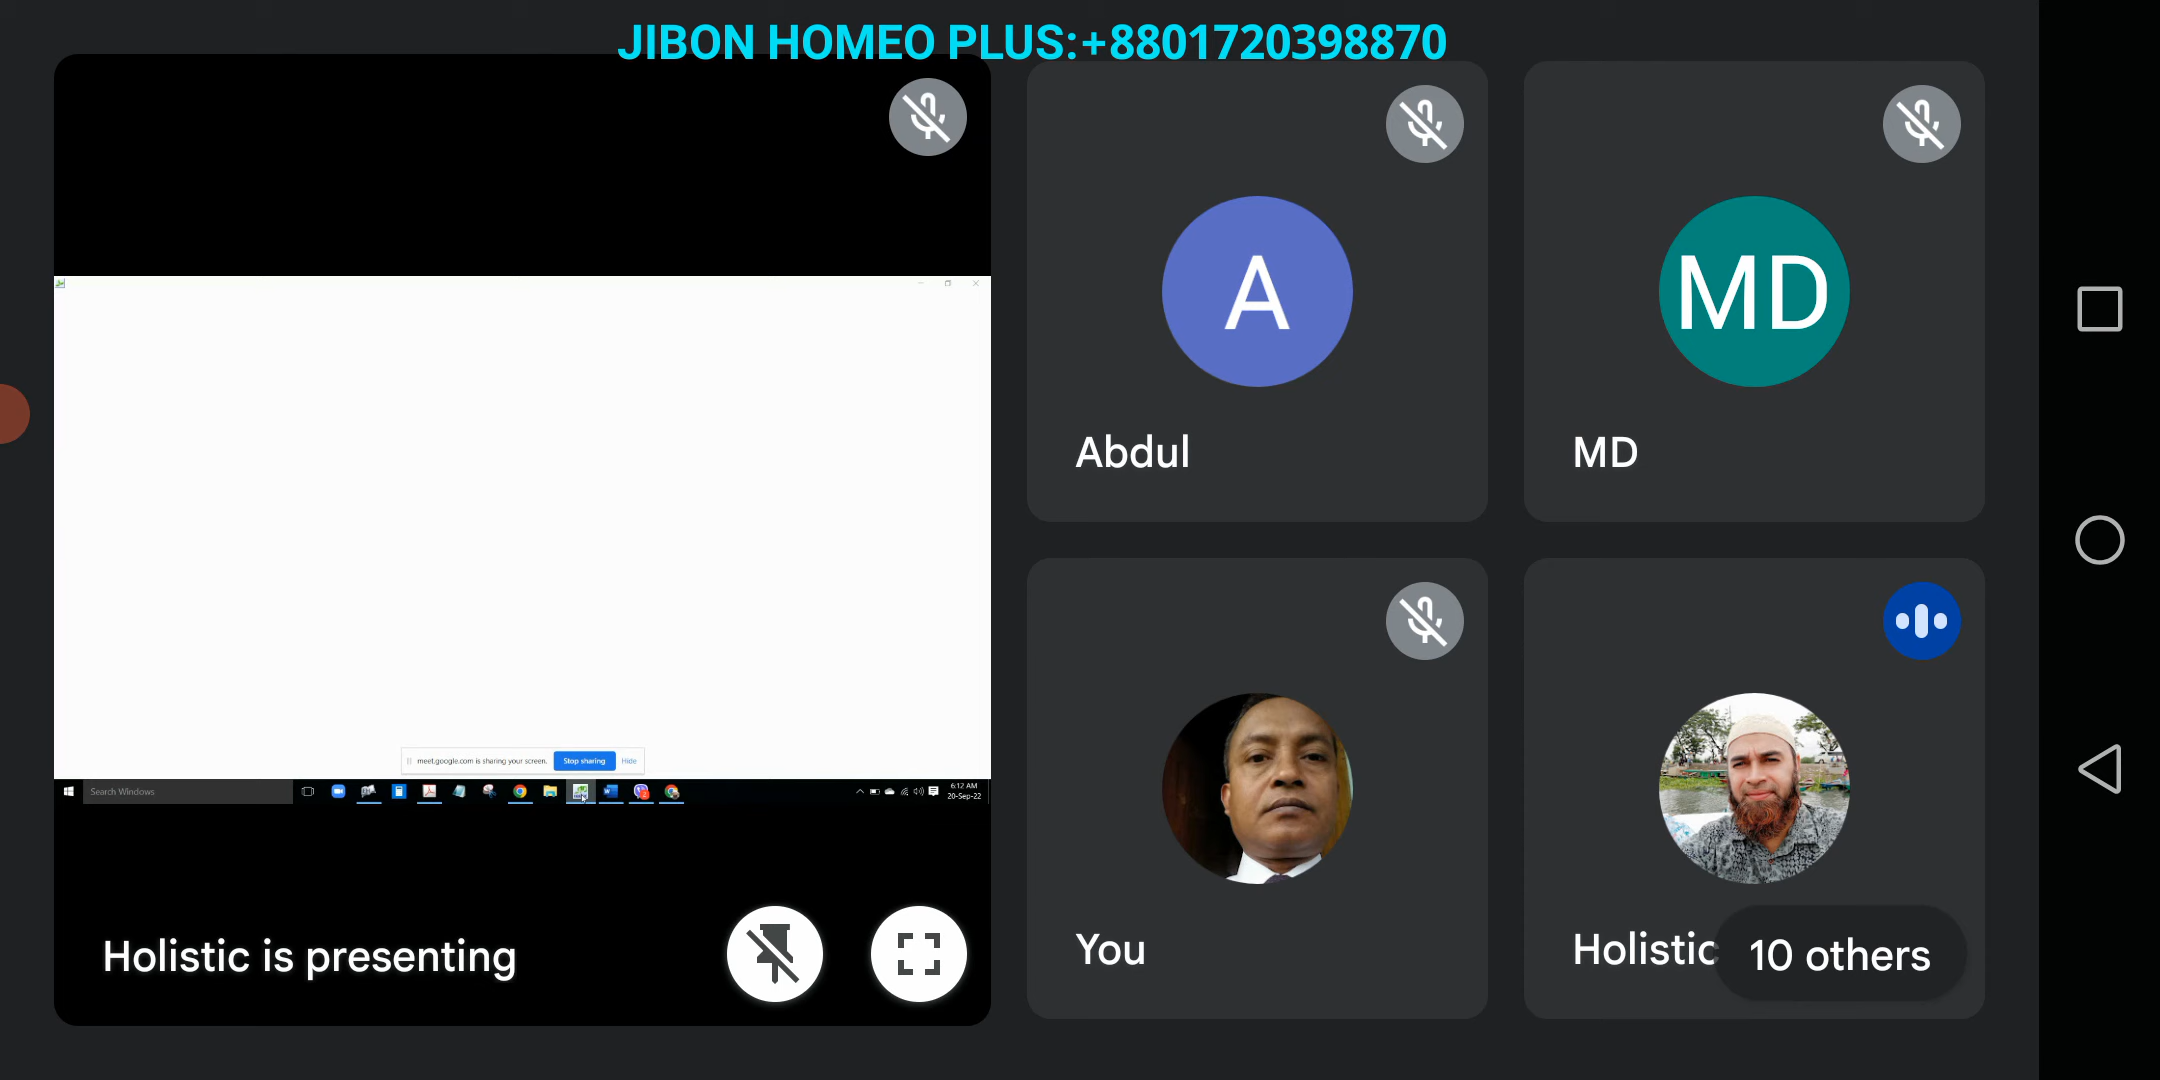 JIBON HOMEO PLUS:+8801720398870
meet.google.com is sharing your screen.
Stop sharing
Hide
Search Windows
6:12 AM
20-Sep-22
Holistic is presenting
A
Abdul
MD
MD
You
Holistic
10 others